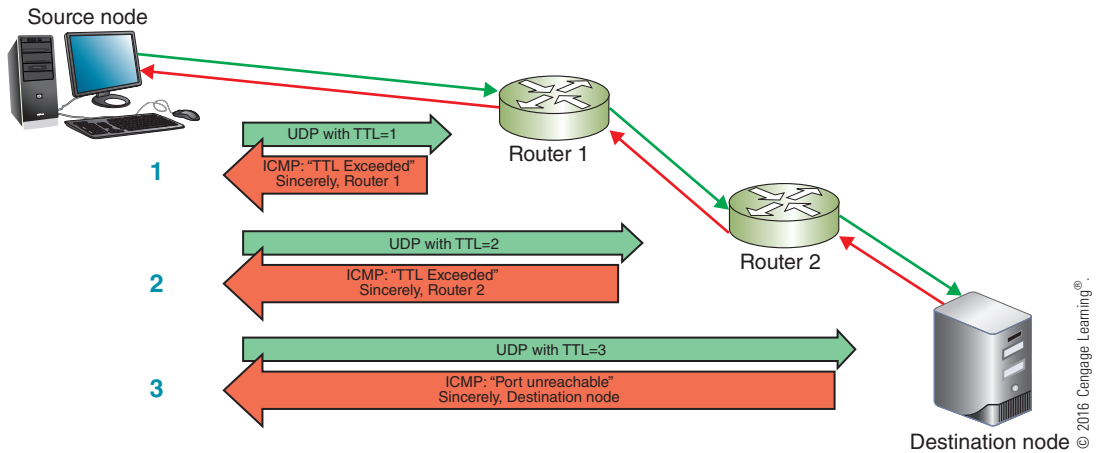 Source node
Router 1
UDP with TTL=1
1
ICMP: “TTL Exceeded”
Sincerely, Router 1
Router 2
UDP with TTL=2
2
ICMP: “TTL Exceeded”
Sincerely, Router 2
UDP with TTL=3
3
ICMP: “Port unreachable”
Sincerely, Destination node
Destination node
© 2016 Cengage Learning®.